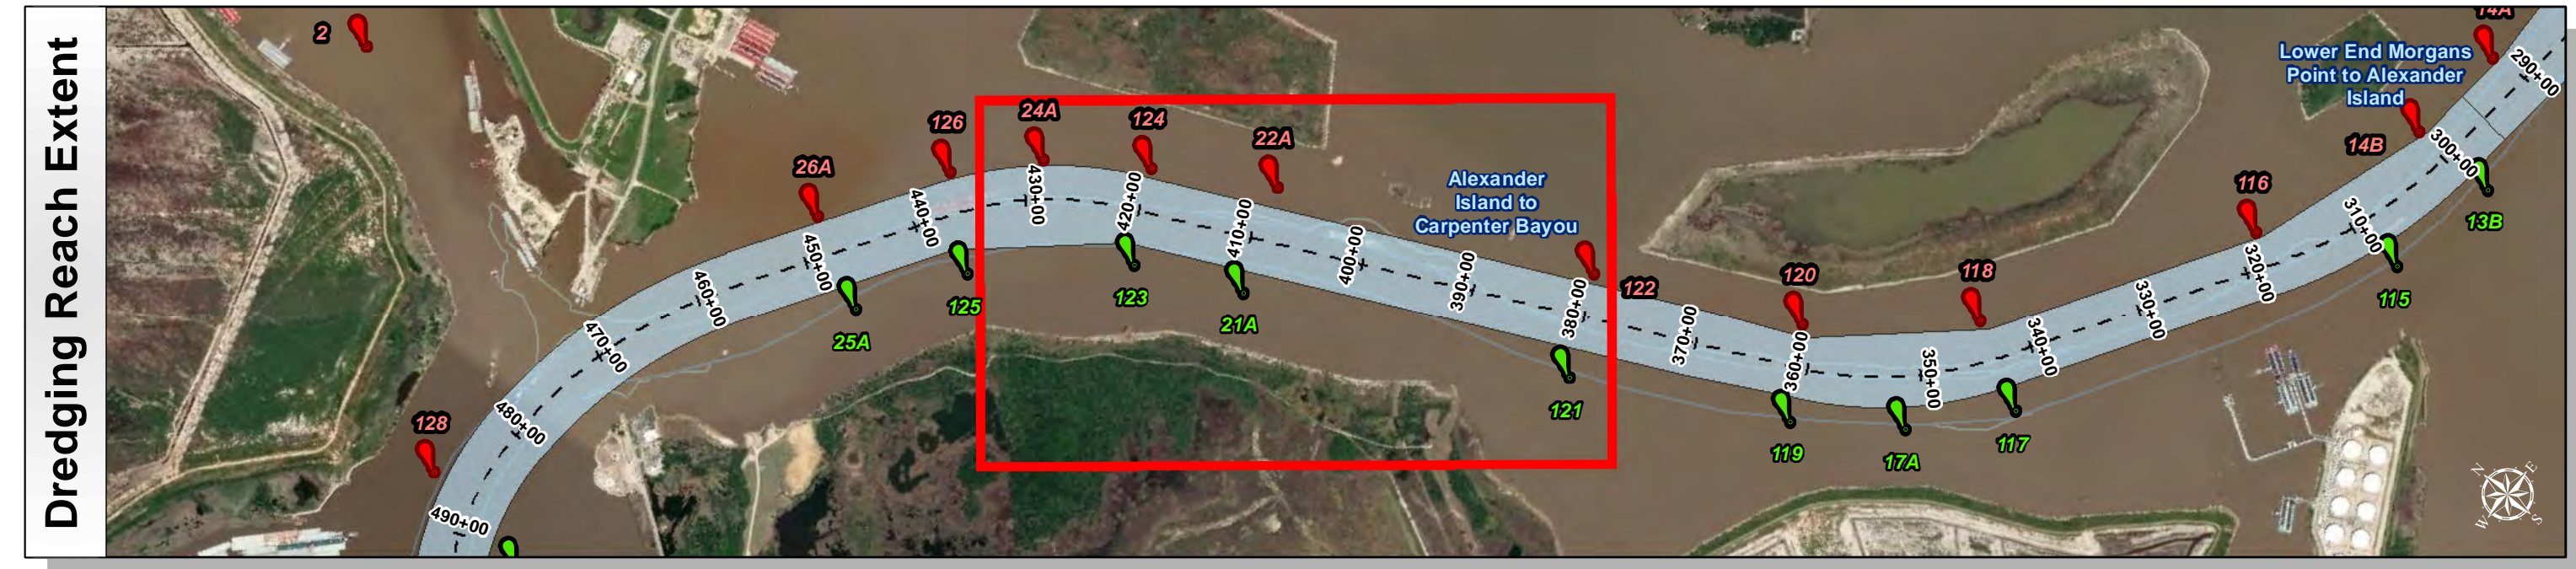 Dredging Reach Extent
2
14A
Lower End Morgans
Point to Alexander
Island
290+00
24A
126
124
22A
26A
14B
300+00
Alexander
Island to
Carpenter Bayou
116
430+00
420+00
440+00
410+00
450+00
400+00
390+00
380+00
310+00
13B
122
120
118
320+00
115
460+00
125
123
21A
25A
470+00
370+00
360+00
350+00
340+00
330+00
480+00
128
121
119
17A
117
490+00
N
E
W
S